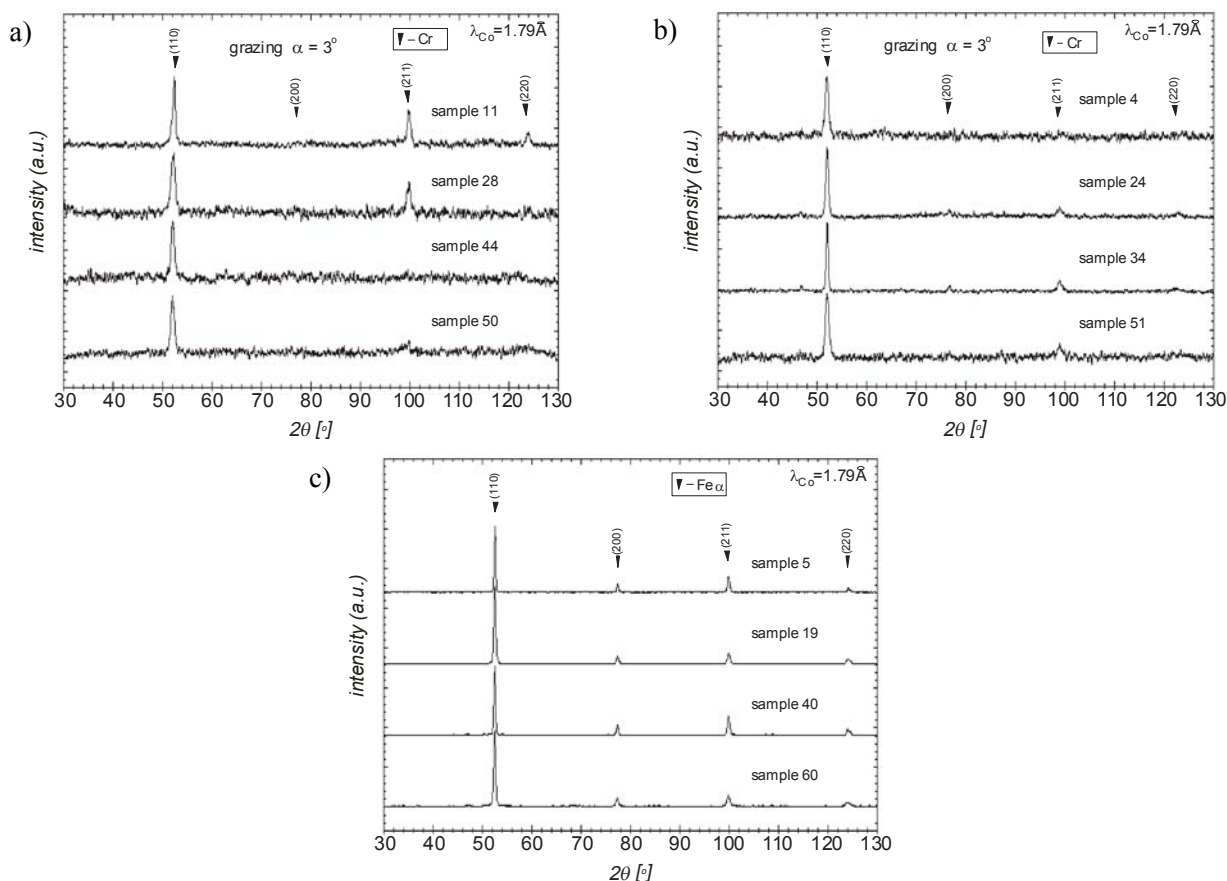 a)
grazing α = 3°
▼ – Cr
λCo=1.79Å
(110)
(200)
(211)
(220)
sample 11
sample 28
sample 44
sample 50
intensity (a.u.)
30 40 50 60 70 80 90 100 110 120 130
2θ [°]
b)
grazing α = 3°
▼ – Cr
λCo=1.79Å
(110)
(200)
(211)
(220)
sample 4
sample 24
sample 34
sample 51
intensity (a.u.)
30 40 50 60 70 80 90 100 110 120 130
2θ [°]
c)
▼ – Fe α
λCo=1.79Å
(110)
(200)
(211)
(220)
sample 5
sample 19
sample 40
sample 60
intensity (a.u.)
30 40 50 60 70 80 90 100 110 120 130
2θ [°]